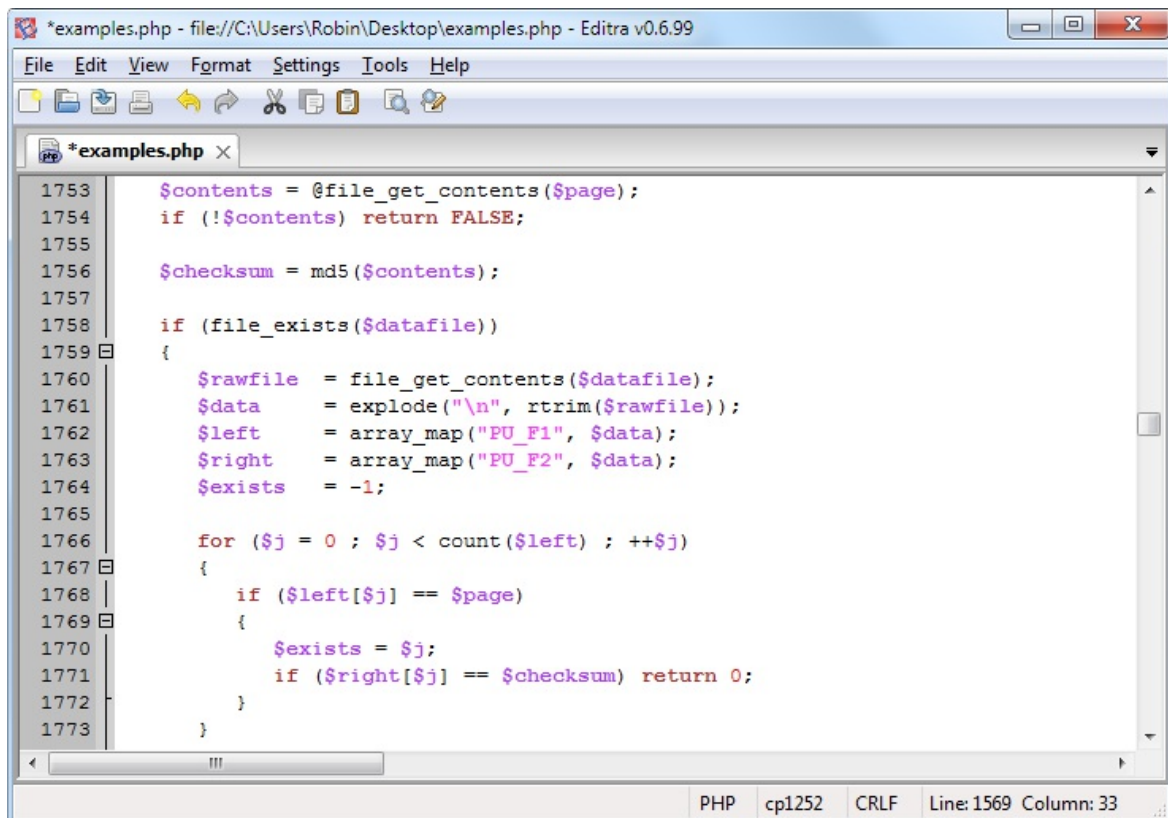 *examples.php - file://C:\Users\Robin\Desktop\examples.php - Editra v0.6.99
File Edit View Format Settings Tools Help
*examples.php
1753 $contents = @file_get_contents($page);
1754 if (!$contents) return FALSE;
1755
1756 $checksum = md5($contents);
1757
1758 if (file_exists($datafile))
1759 {
1760 $rawfile = file_get_contents($datafile);
1761 $data = explode("\n", rtrim($rawfile));
1762 $left = array_map("PU_F1", $data);
1763 $right = array_map("PU_F2", $data);
1764 $exists = -1;
1765
1766 for ($j = 0 ; $j < count($left) ; ++$j)
1767 {
1768 if ($left[$j] == $page)
1769 {
1770 $exists = $j;
1771 if ($right[$j] == $checksum) return 0;
1772 }
1773 }
PHP cp1252 CRLF Line: 1569 Column: 33